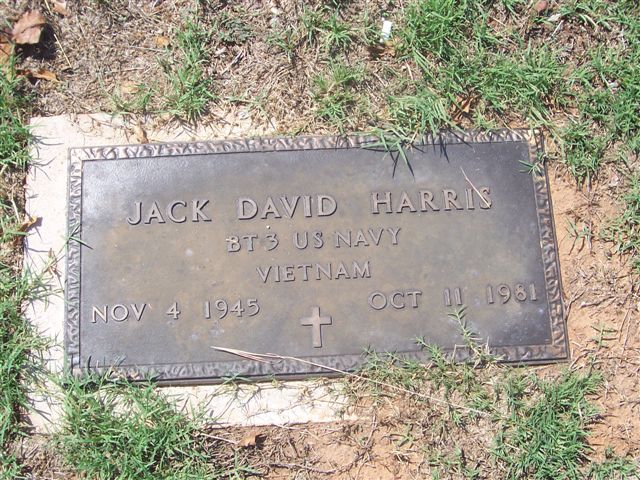 JACK DAVID HARRIS
BT3 US NAVY
VIETNAM
NOV 4 1945 OCT 11 1981